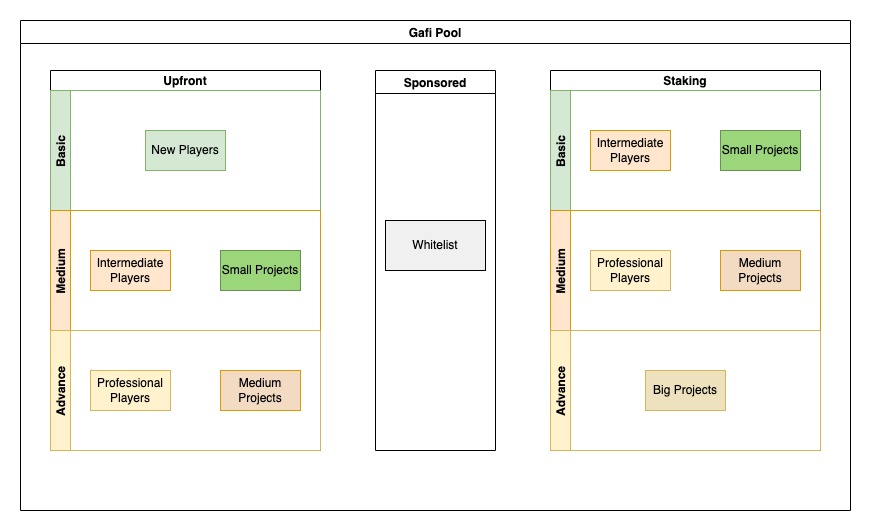 Gafi Pool
Upfront
Basic
New Players
Medium
Intermediate
Players
Small Projects
Advance
Professional
Players
Medium
Projects
Sponsored
Whitelist
Staking
Basic
Intermediate
Players
Small Projects
Medium
Professional
Players
Medium
Projects
Advance
Big Projects